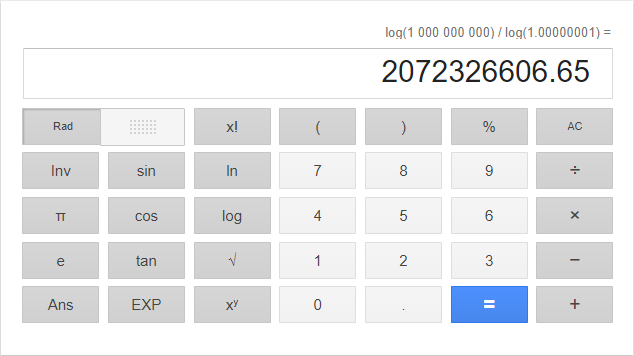 log(1 000 000 000) / log(1.00000001) =
2072326606.65
Rad x! ( ) % AC
Inv sin ln 7 8 9 ÷
π cos log 4 5 6 ×
e tan √ 1 2 3 −
Ans EXP xʸ 0 . = +